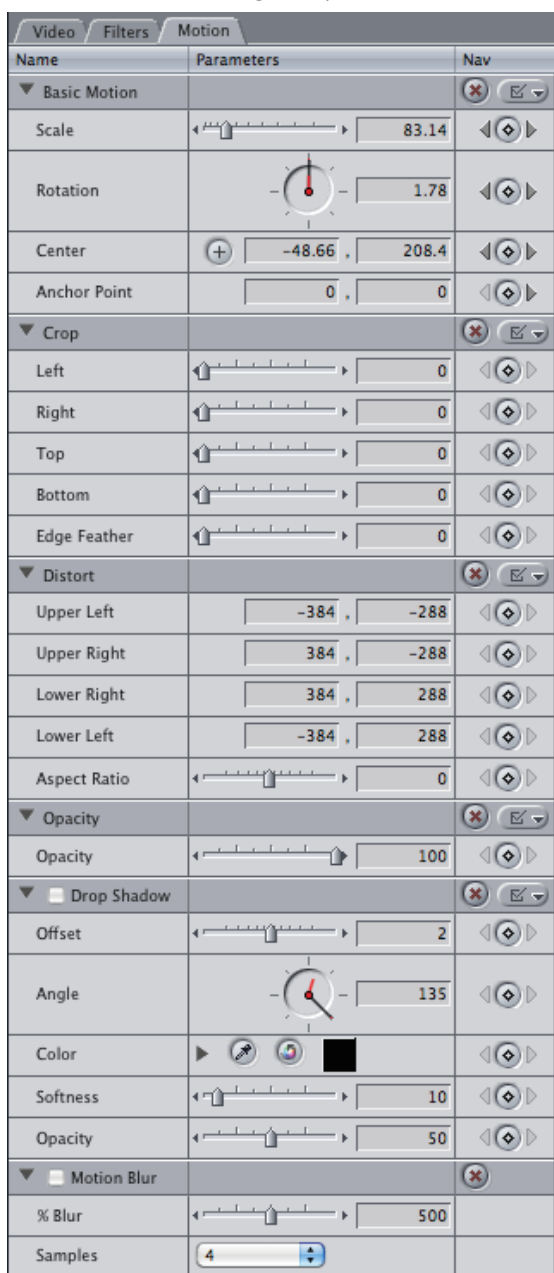 Video Filters Motion
Name Parameters Nav
Basic Motion
Scale 83.14
Rotation 1.78
Center -48.66 , 208.4
Anchor Point 0 , 0
Crop
Left 0
Right 0
Top 0
Bottom 0
Edge Feather 0
Distort
Upper Left -384 , -288
Upper Right 384 , -288
Lower Right 384 , 288
Lower Left -384 , 288
Aspect Ratio 0
Opacity
Opacity 100
Drop Shadow
Offset 2
Angle 135
Color
Softness 10
Opacity 50
Motion Blur
% Blur 500
Samples 4